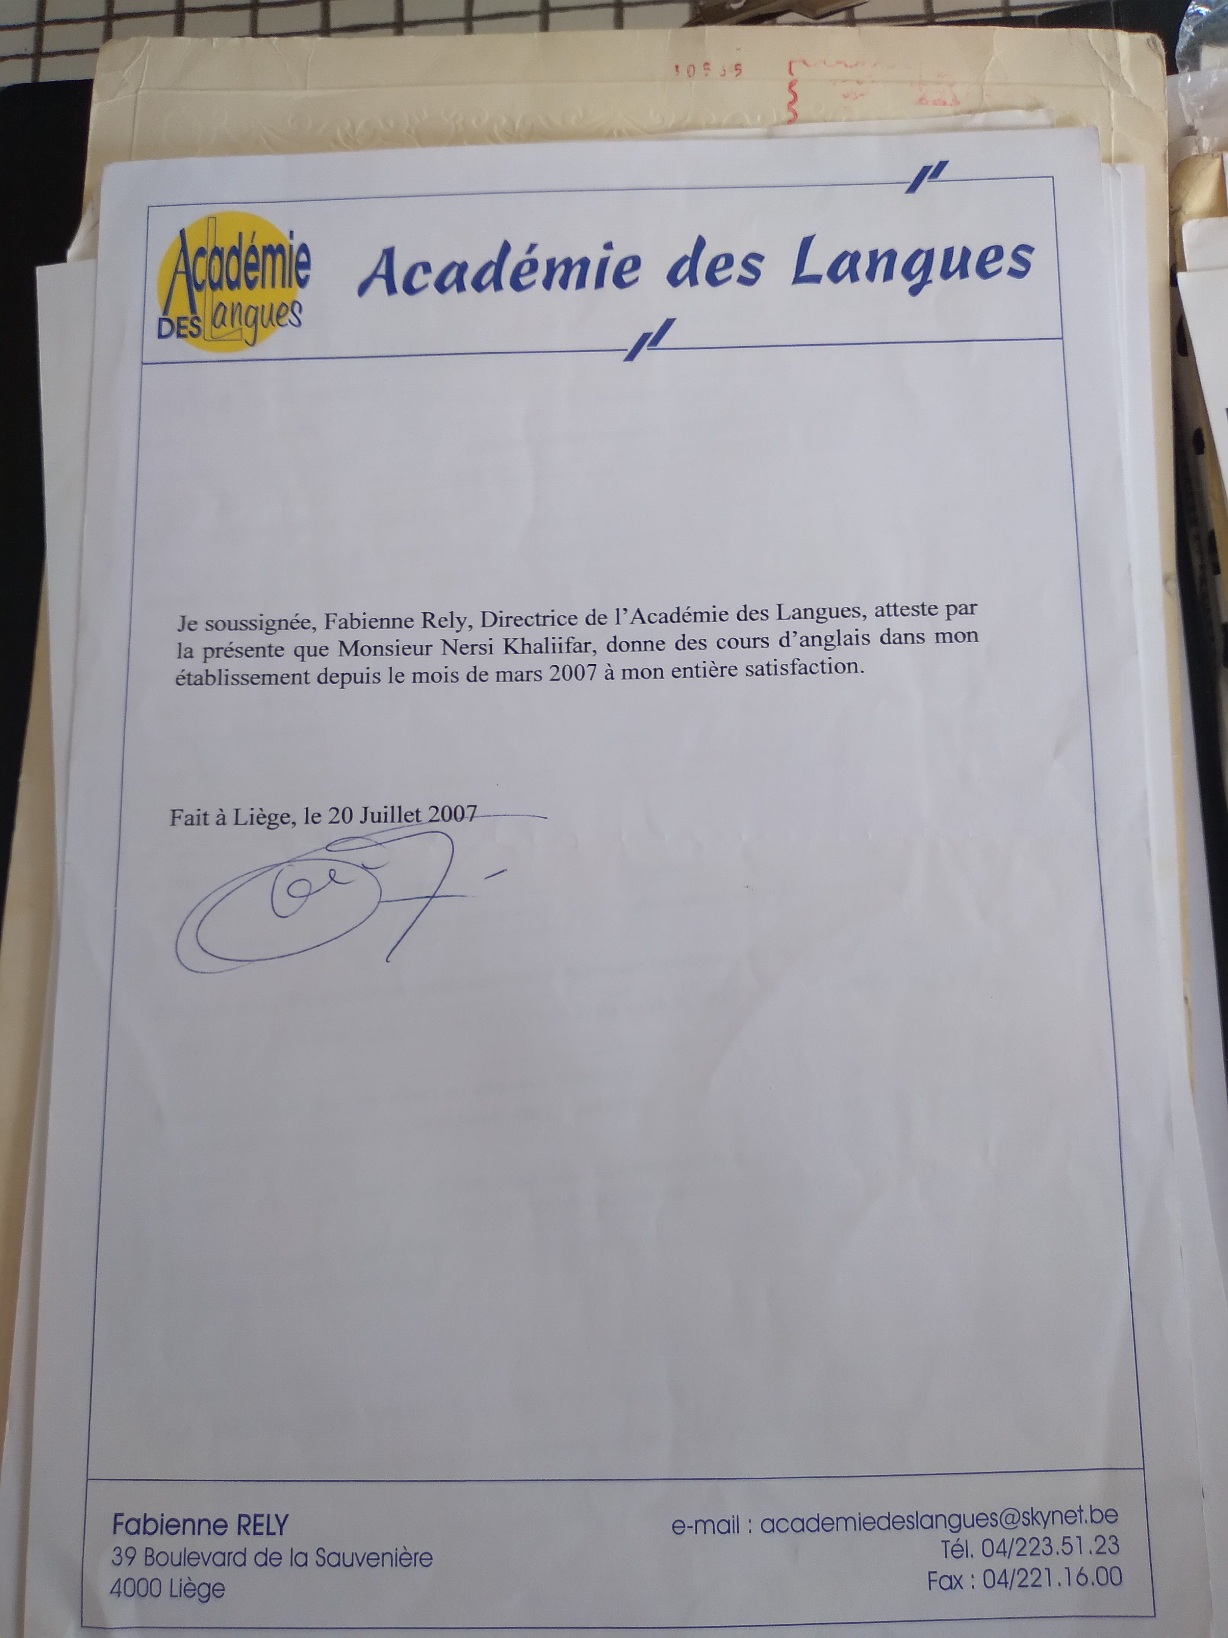 Académie
DES Langues
Académie des Langues
Je soussignée, Fabienne Rely, Directrice de l'Académie des Langues, atteste par
la présente que Monsieur Nersi Khaliifar, donne des cours d'anglais dans mon
établissement depuis le mois de mars 2007 à mon entière satisfaction.
Fait à Liège, le 20 Juillet 2007
Fabienne RELY
39 Boulevard de la Sauvenière
4000 Liège
e-mail : academiedeslangues@skynet.be
Tél. 04/223.51.23
Fax : 04/221.16.00